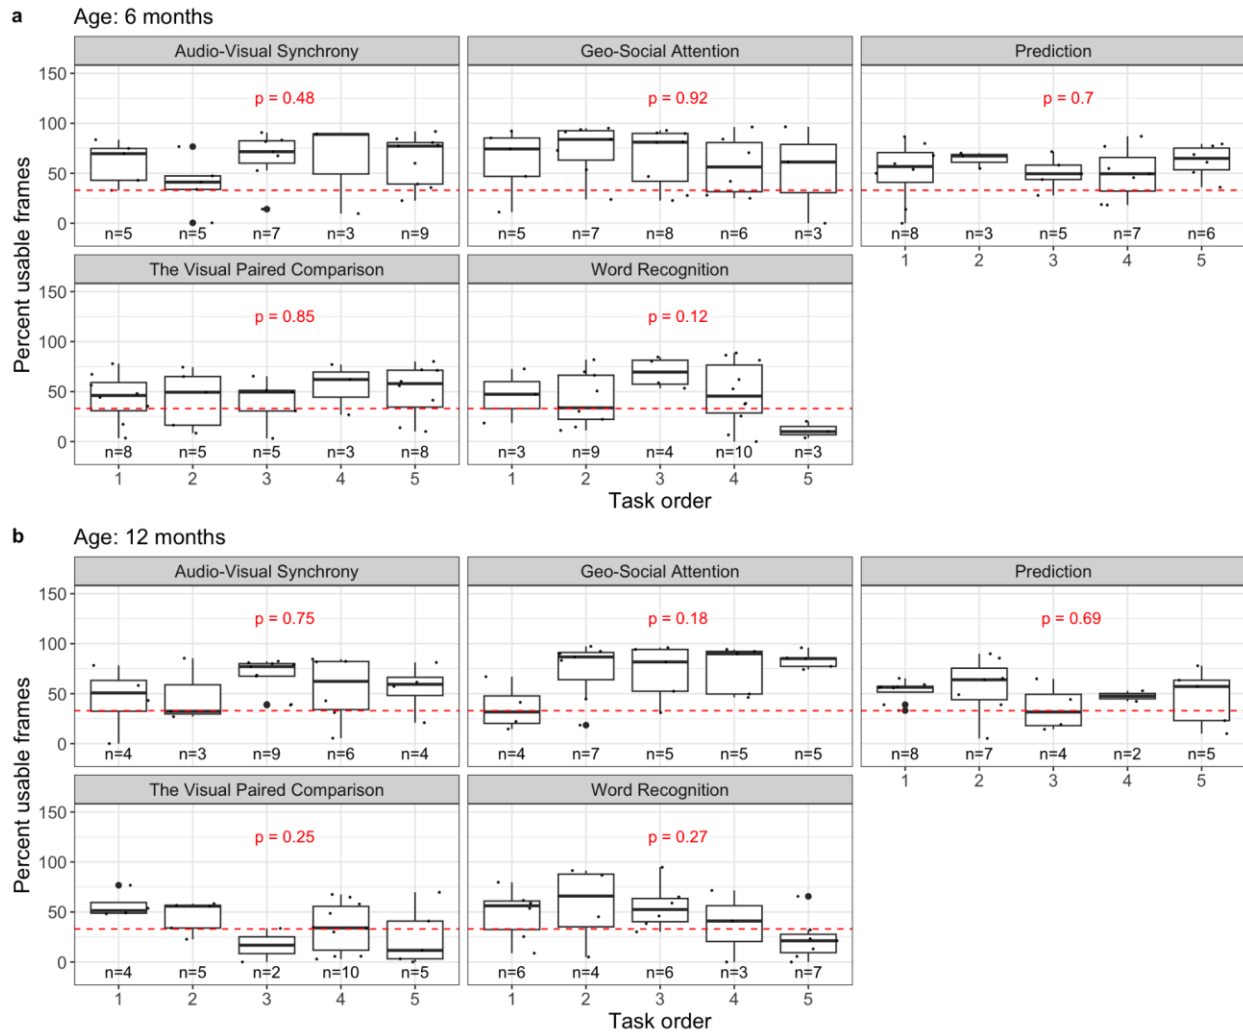 a Age: 6 months
Audio-Visual Synchrony Geo-Social Attention Prediction
150
100
50
0
p = 0.48 p = 0.92 p = 0.7
n=5 n=5 n=7 n=3 n=9 n=5 n=7 n=8 n=6 n=3 n=8 n=3 n=5 n=7 n=6
1 2 3 4 5
The Visual Paired Comparison Word Recognition
150
100
50
0
p = 0.85 p = 0.12
n=8 n=5 n=5 n=3 n=8 n=3 n=9 n=4 n=10 n=3
1 2 3 4 5 1 2 3 4 5
Percent usable frames
Task order
b Age: 12 months
Audio-Visual Synchrony Geo-Social Attention Prediction
150
100
50
0
p = 0.75 p = 0.18 p = 0.69
n=4 n=3 n=9 n=6 n=4 n=4 n=7 n=5 n=5 n=5 n=8 n=7 n=4 n=2 n=5
1 2 3 4 5
The Visual Paired Comparison Word Recognition
150
100
50
0
p = 0.25 p = 0.27
n=4 n=5 n=2 n=10 n=5 n=6 n=4 n=6 n=3 n=7
1 2 3 4 5 1 2 3 4 5
Percent usable frames
Task order